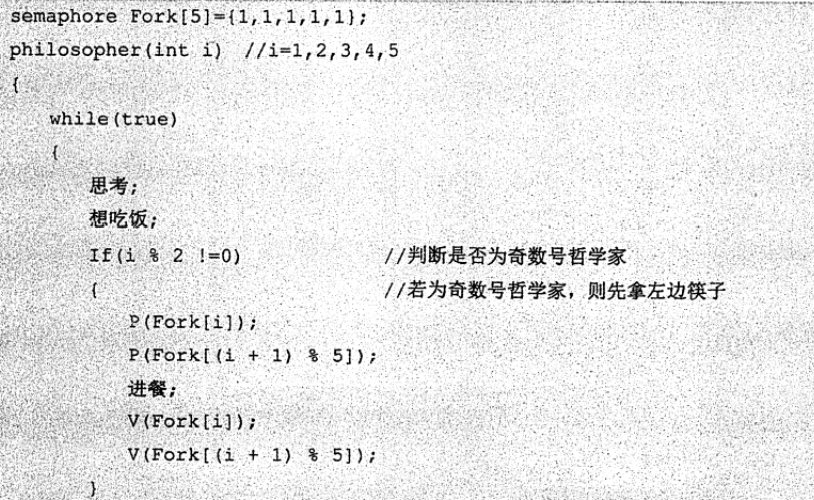 semaphore Fork[5]={1,1,1,1,1};
philosopher(int i) //i=1,2,3,4,5
{
while(true)
{
思考;
想吃饭;
If(i % 2 !=0) //判断是否为奇数号哲学家
{ //若为奇数号哲学家，则先拿左边筷子
P(Fork[i]);
P(Fork[(i + 1) % 5]);
进餐;
V(Fork[i]);
V(Fork[(i + 1) % 5]);
}